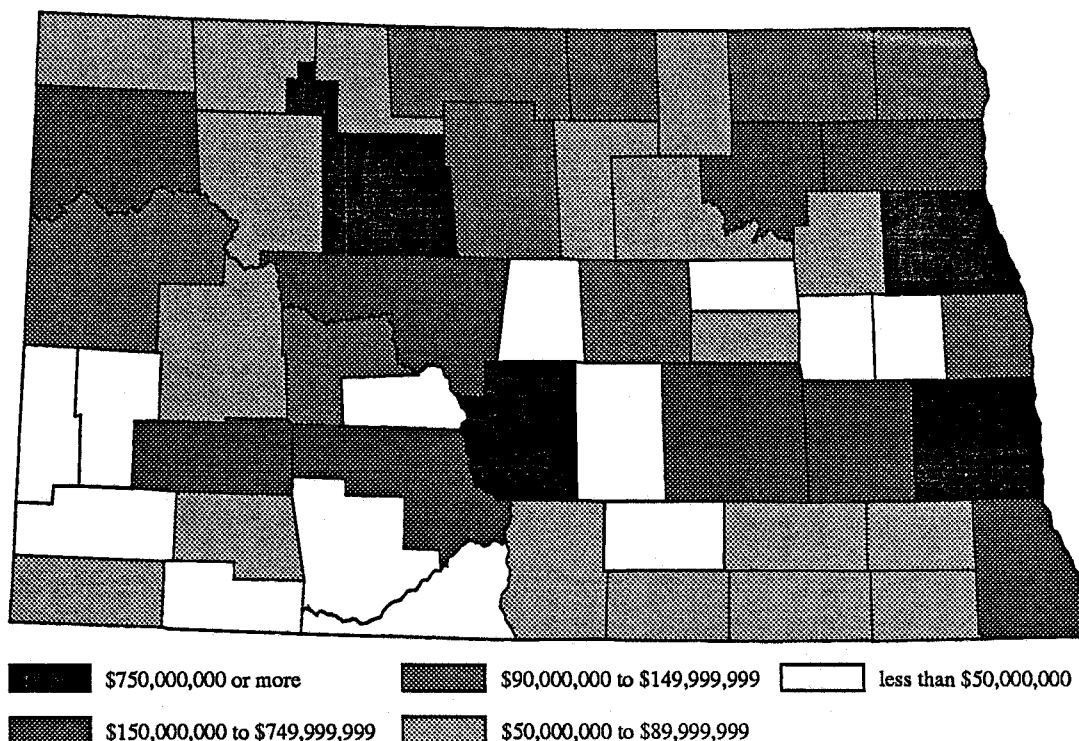 $750,000,000 or more
$90,000,000 to $149,999,999
less than $50,000,000
$150,000,000 to $749,999,999
$50,000,000 to $89,999,999